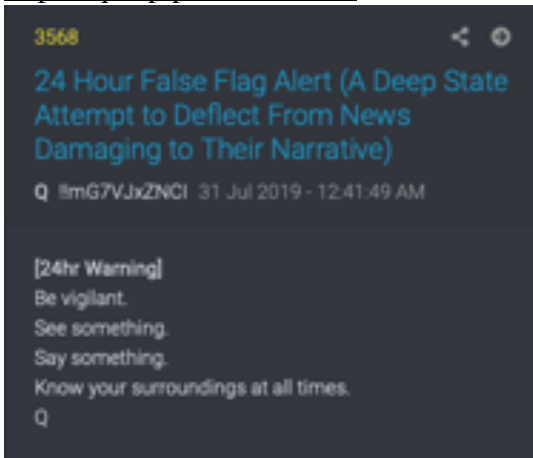 3568
24 Hour False Flag Alert (A Deep State
Attempt to Deflect From News
Damaging to Their Narrative)
Q !!mG7VJxZNCI 31 Jul 2019 - 12:41:49 AM
[24hr Warning]
Be vigilant.
See something.
Say something.
Know your surroundings at all times.
Q